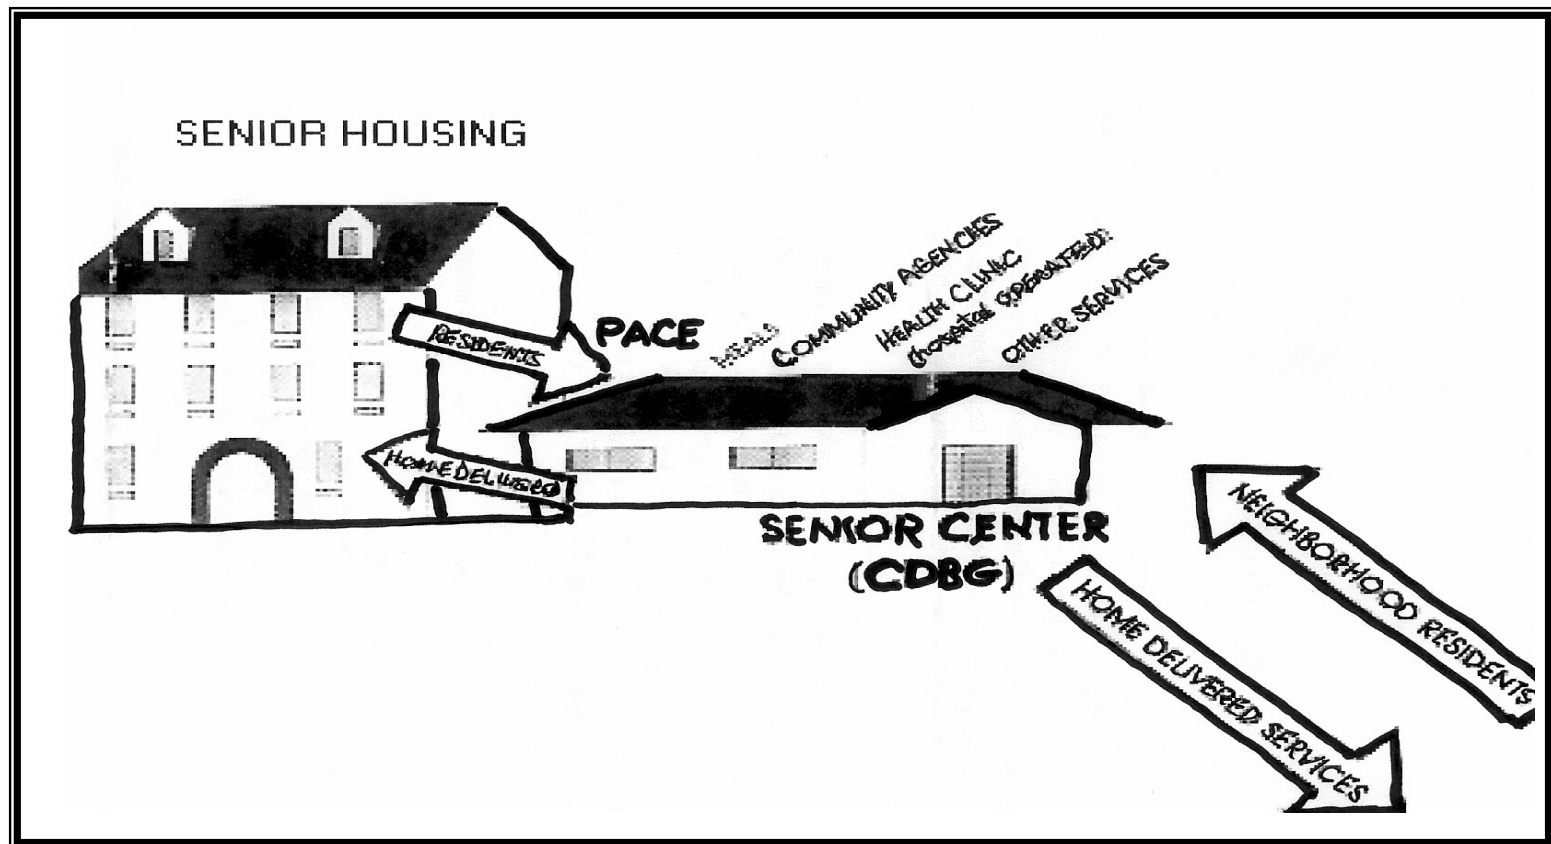 SENIOR HOUSING
RESIDENTS
PACE
MEALS
COMMUNITY AGENCIES
HEALTH CLINIC
(hospital OPERATED)
OTHER SERVICES
HOME DELIVERED
SENIOR CENTER
(CDBG)
NEIGHBORHOOD RESIDENTS
HOME DELIVERED SERVICES